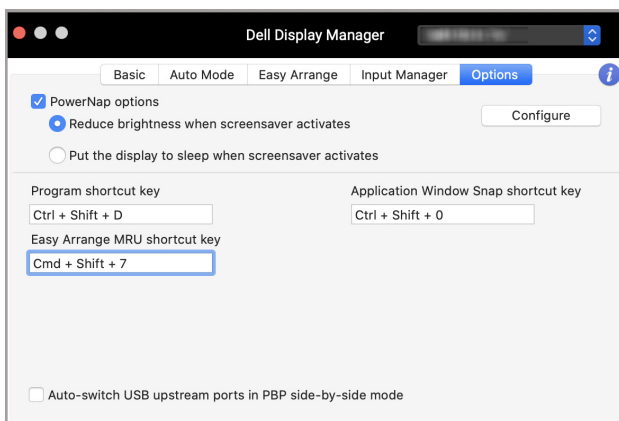 Dell Display Manager
Basic Auto Mode Easy Arrange Input Manager Options
PowerNap options
Configure
Reduce brightness when screensaver activates
Put the display to sleep when screensaver activates
Program shortcut key
Application Window Snap shortcut key
Ctrl + Shift + D
Ctrl + Shift + 0
Easy Arrange MRU shortcut key
Cmd + Shift + 7
Auto-switch USB upstream ports in PBP side-by-side mode